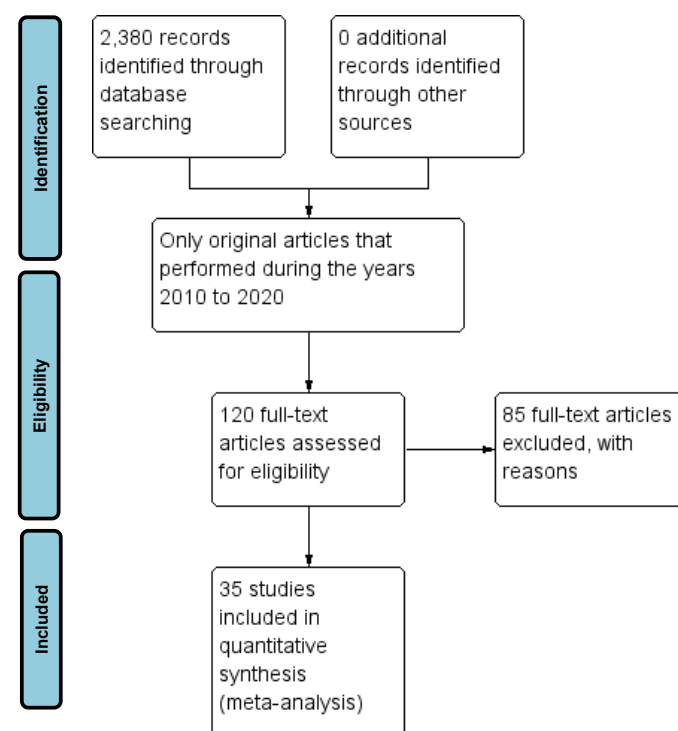 Identification
2,380 records
identified through
database
searching
0 additional
records identified
through other
sources
Only original articles that
performed during the years
2010 to 2020
Eligibility
120 full-text
articles assessed
for eligibility
85 full-text articles
excluded, with
reasons
Included
35 studies
included in
quantitative
synthesis
(meta-analysis)